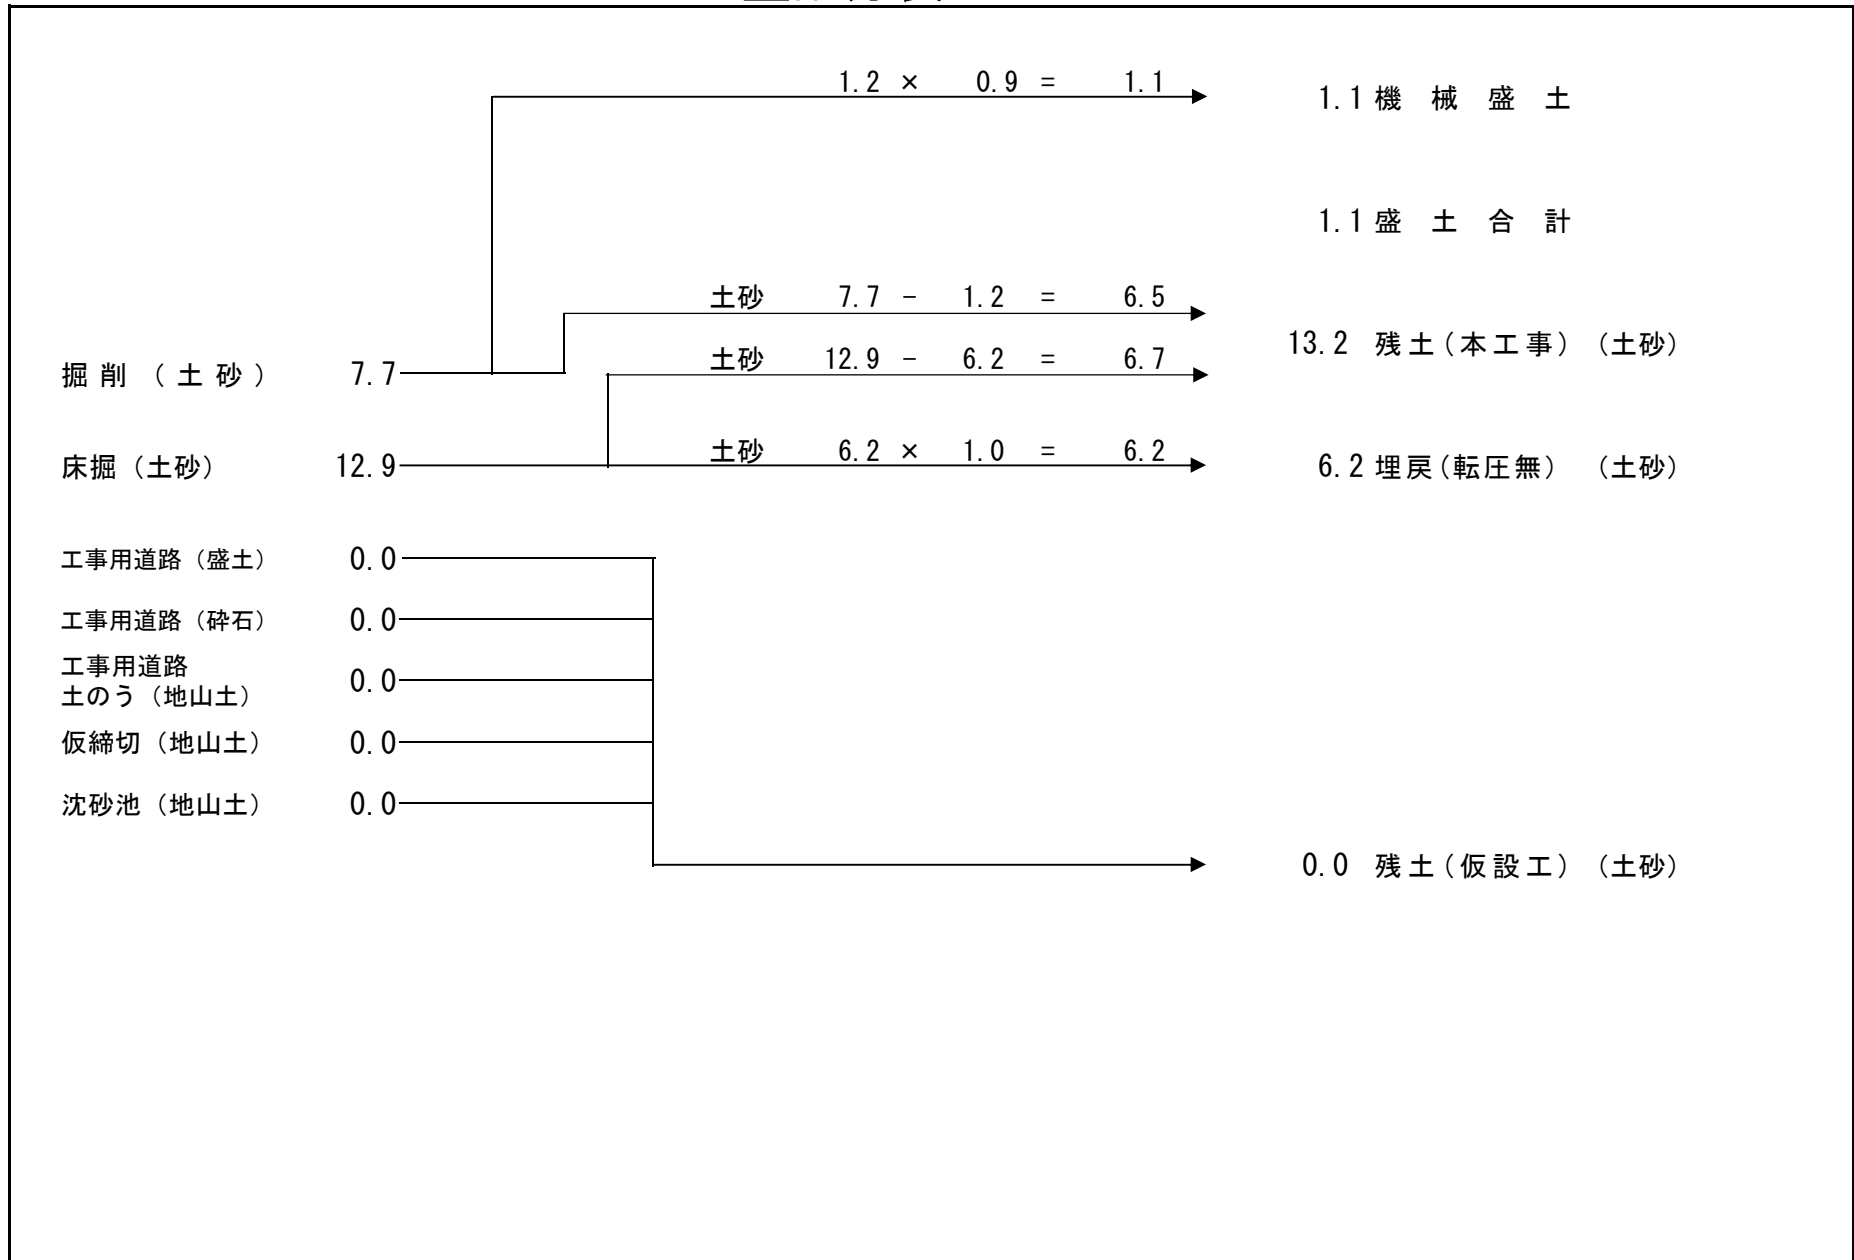 1.2 × 0.9 = 1.1
1.1 機 械 盛 土
1.1 盛 土 合 計
土砂 7.7 - 1.2 = 6.5
13.2 残土(本工事)（土砂）
土砂 12.9 - 6.2 = 6.7
掘削（土砂） 7.7
土砂 6.2 × 1.0 = 6.2
床掘（土砂） 12.9
6.2 埋戻(転圧無)（土砂）
工事用道路（盛土） 0.0
工事用道路（砕石） 0.0
工事用道路
土のう（地山土） 0.0
仮締切（地山土） 0.0
沈砂池（地山土） 0.0
0.0 残土(仮設工)（土砂）